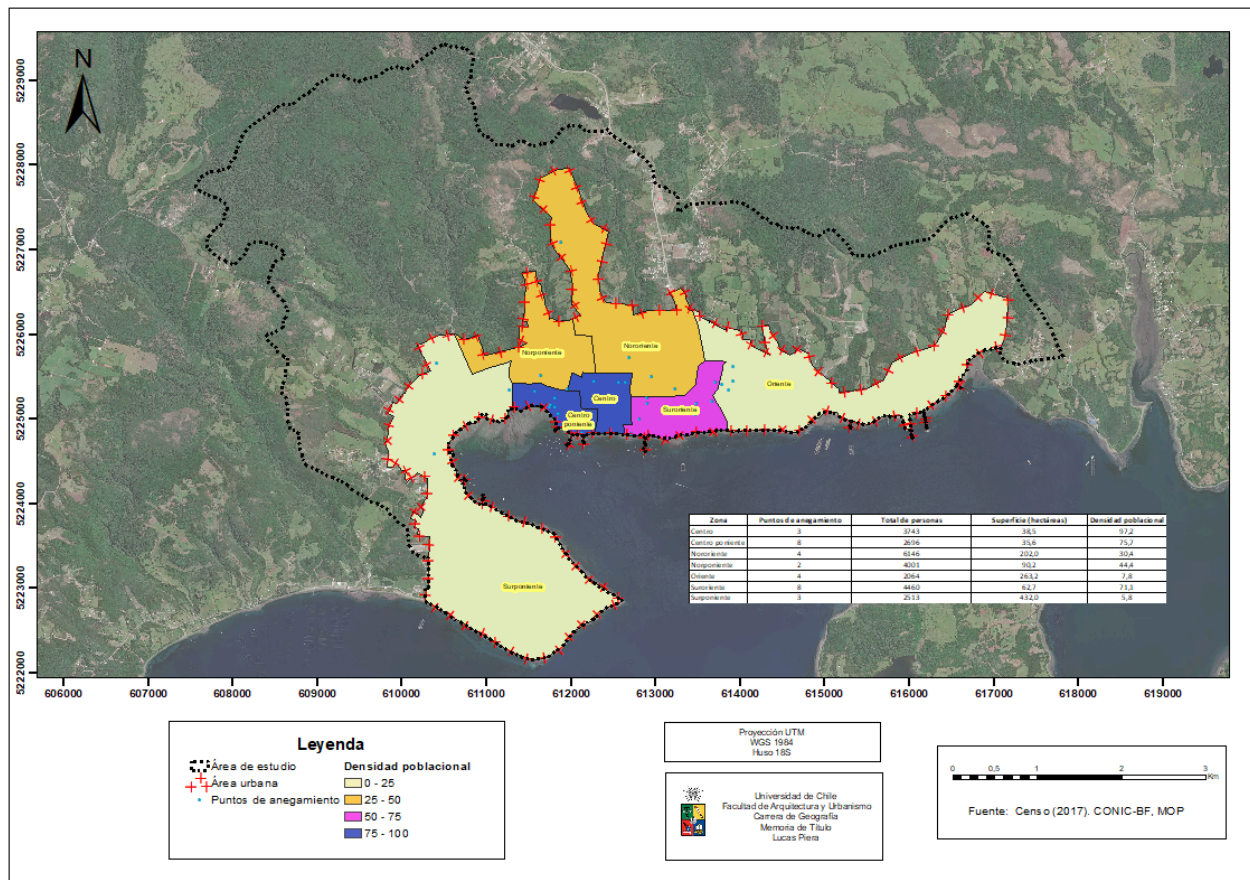 N
5229000
5228000
5227000
5226000
5225000
5224000
5223000
5222000
Norponiente
Nororiente
Oriente
Centro
Centro
poniente
Suroriente
Surponiente
Zona Puntos de anegamiento Total de personas Superficie (hectáreas) Densidad poblacional
Centro 3 3743 38,5 97,2
Centro poniente 8 2696 35,6 75,7
Nororiente 4 6146 202,0 30,4
Norponiente 2 4001 90,2 44,4
Oriente 4 2064 263,2 7,8
Suroriente 8 4460 62,7 71,1
Surponiente 3 2513 432,0 5,8
606000 607000 608000 609000 610000 611000 612000 613000 614000 615000 616000 617000 618000 619000
Leyenda
Área de estudio
Área urbana
Puntos de anegamiento
Densidad poblacional
0 - 25
25 - 50
50 - 75
75 - 100
Proyección UTM
WGS 1984
Huso 18S
Universidad de Chile
Facultad de Arquitectura y Urbanismo
Carrera de Geografía
Memoria de Título
Lucas Piera
0 0,5 1 2 3
Km
Fuente: Censo (2017). CONIC-BF, MOP